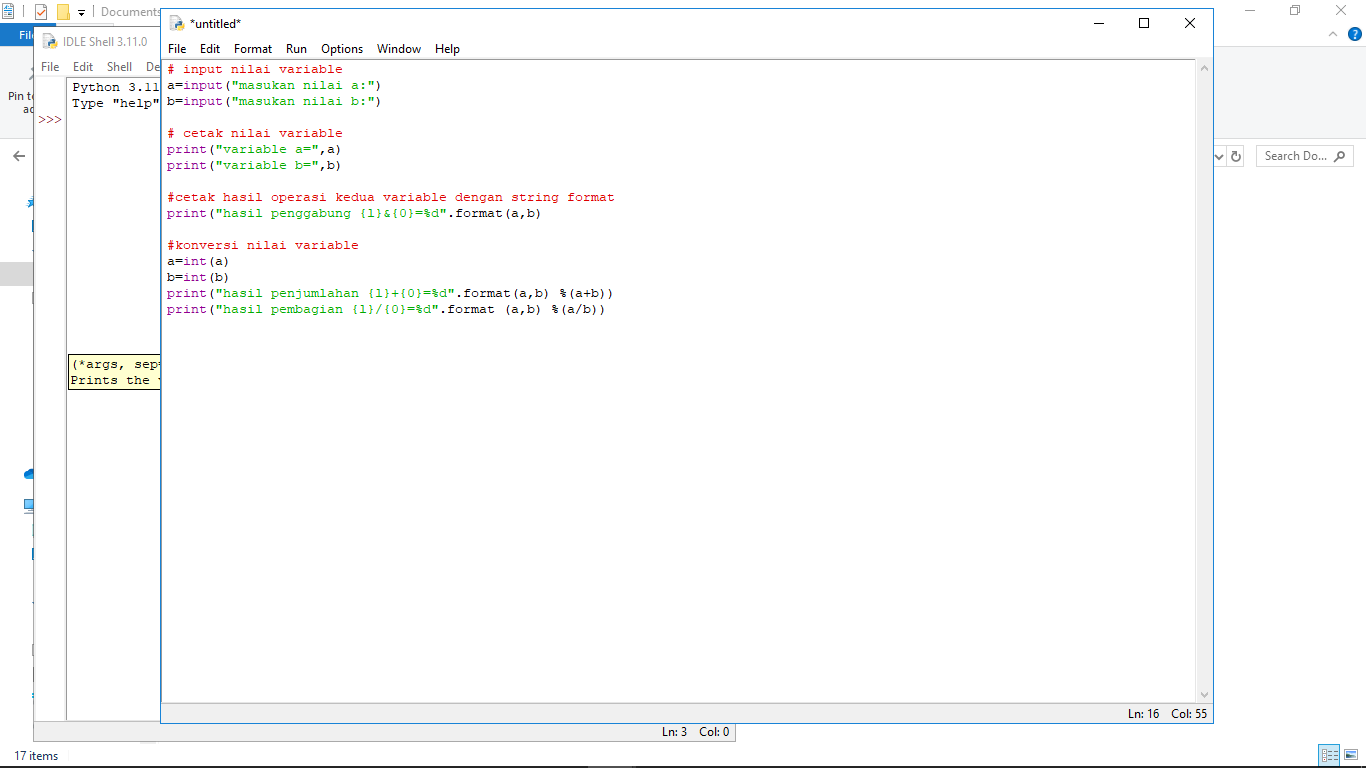 Documents
*untitled*
Fil
IDLE Shell 3.11.0
?
File Edit Format Run Options Window Help
File Edit Shell De
# input nilai variable
a=input("masukan nilai a:")
b=input("masukan nilai b:")
# cetak nilai variable
print("variable a=",a)
print("variable b=",b)
#cetak hasil operasi kedua variable dengan string format
print("hasil penggabung {1}&{0}=%d".format(a,b)
#konversi nilai variable
a=int(a)
b=int(b)
print("hasil penjumlahan {1}+{0}=%d".format(a,b) %(a+b))
print("hasil pembagian {1}/{0}=%d".format (a,b) %(a/b))
Python 3.11
Type "help"
>>>
Pin to
ac
Search Do...
(*args, sep=
Prints the
Ln: 16 Col: 55
Ln: 3 Col: 0
17 items